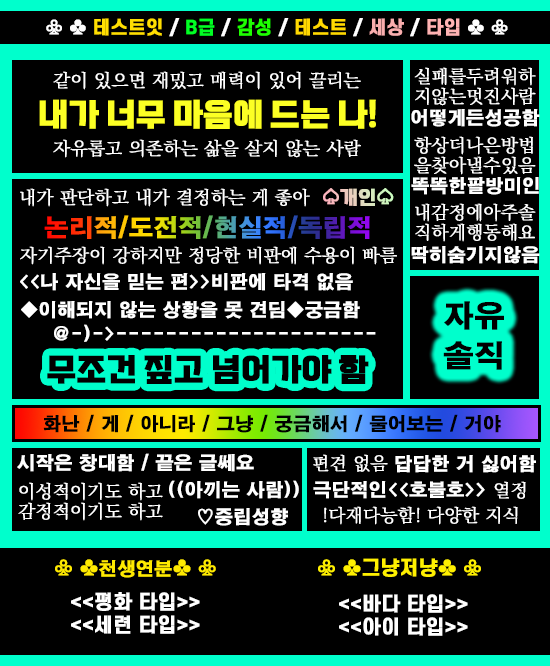 ♧ ♣ 테스트잇 / B급 / 감성 / 테스트 / 세상 / 타입 ♣ ♧
같이 있으면 재밌고 매력이 있어 끌리는
내가 너무 마음에 드는 나!
자유롭고 의존하는 삶을 살지 않는 사람
실패를두려워하
지않는멋진사람
어떻게든성공함
항상더나은방법
을찾아낼수있음
똑똑한팔방미인
내감정에아주솔
직하게행동해요
딱히숨기지않음
내가 판단하고 내가 결정하는 게 좋아 ♤개인♤
논리적/도전적/현실적/독립적
자기주장이 강하지만 정당한 비판에 수용이 빠름
<<나 자신을 믿는 편>>비판에 타격 없음
◆이해되지 않는 상황을 못 견딤◆궁금함
@-)->---------------------
무조건 짚고 넘어가야 함
자유
솔직
화난 / 게 / 아니라 / 그냥 / 궁금해서 / 물어보는 / 거야
시작은 창대함 / 끝은 글쎄요
이성적이기도 하고 ((아끼는 사람))
감정적이기도 하고 ♡중립성향
편견 없음 답답한 거 싫어함
극단적인<<호불호>> 열정
!다재다능함! 다양한 지식
♧ ♣천생연분♣ ♧
<<평화 타입>>
<<세련 타입>>
♧ ♣그냥저냥♣ ♧
<<바다 타입>>
<<아이 타입>>